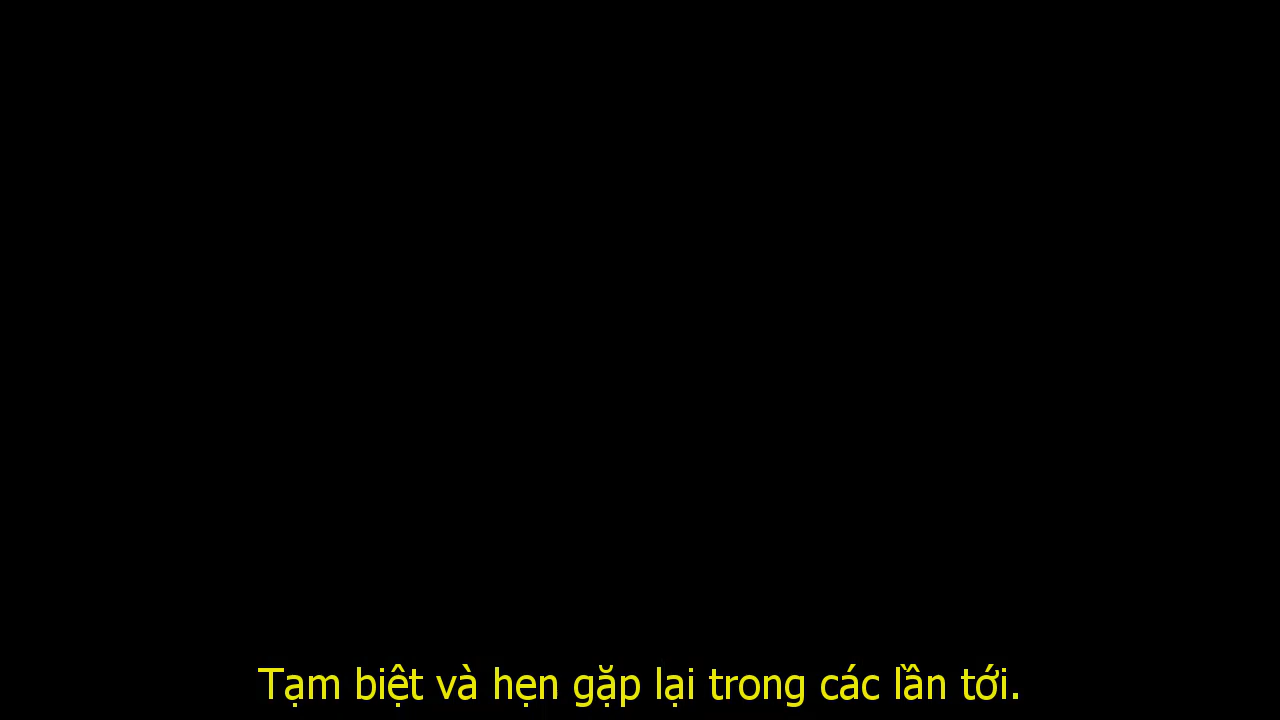 Tạm biệt và hẹn gặp lại trong các lần tới.